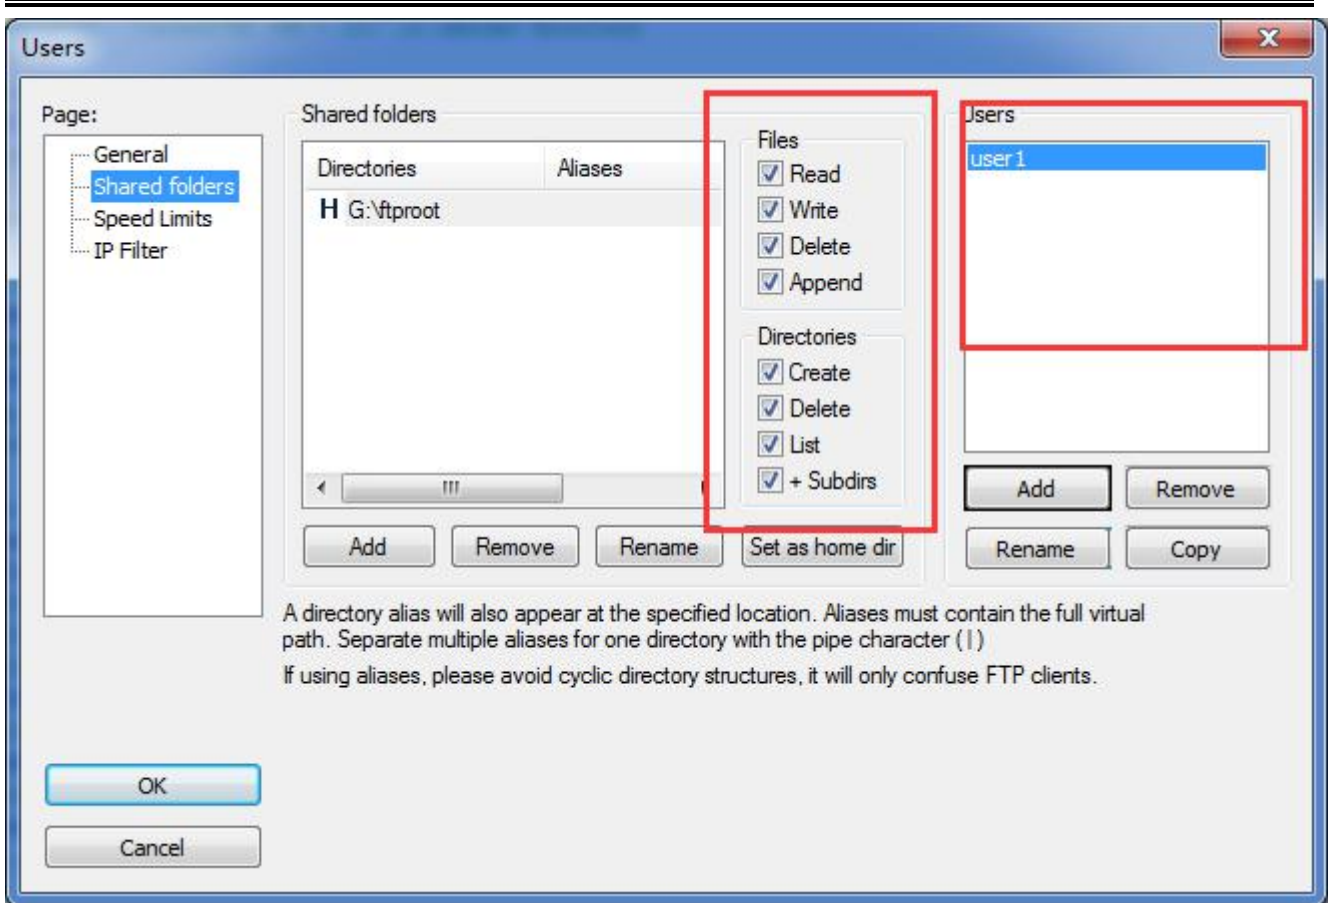 Users
Page:
General
Shared folders
Speed Limits
IP Filter
Shared folders
Directories Aliases
H G:\ftproot
Files
Read
Write
Delete
Append
Directories
Create
Delete
List
+ Subdirs
Add Remove Rename Set as home dir
Users
user1
Add Remove
Rename Copy
A directory alias will also appear at the specified location. Aliases must contain the full virtual
path. Separate multiple aliases for one directory with the pipe character (|)
If using aliases, please avoid cyclic directory structures, it will only confuse FTP clients.
OK
Cancel